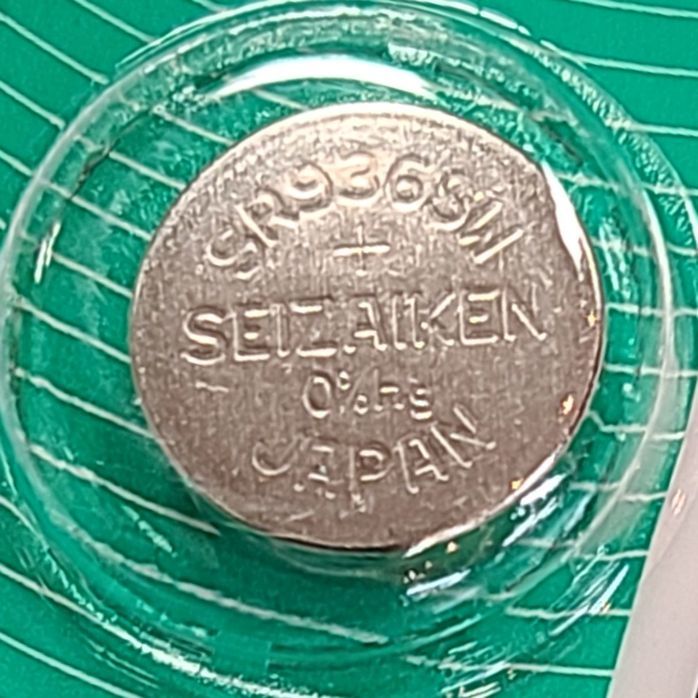 SR936SW
+
SEIZAIKEN
0%Hg
JAPAN